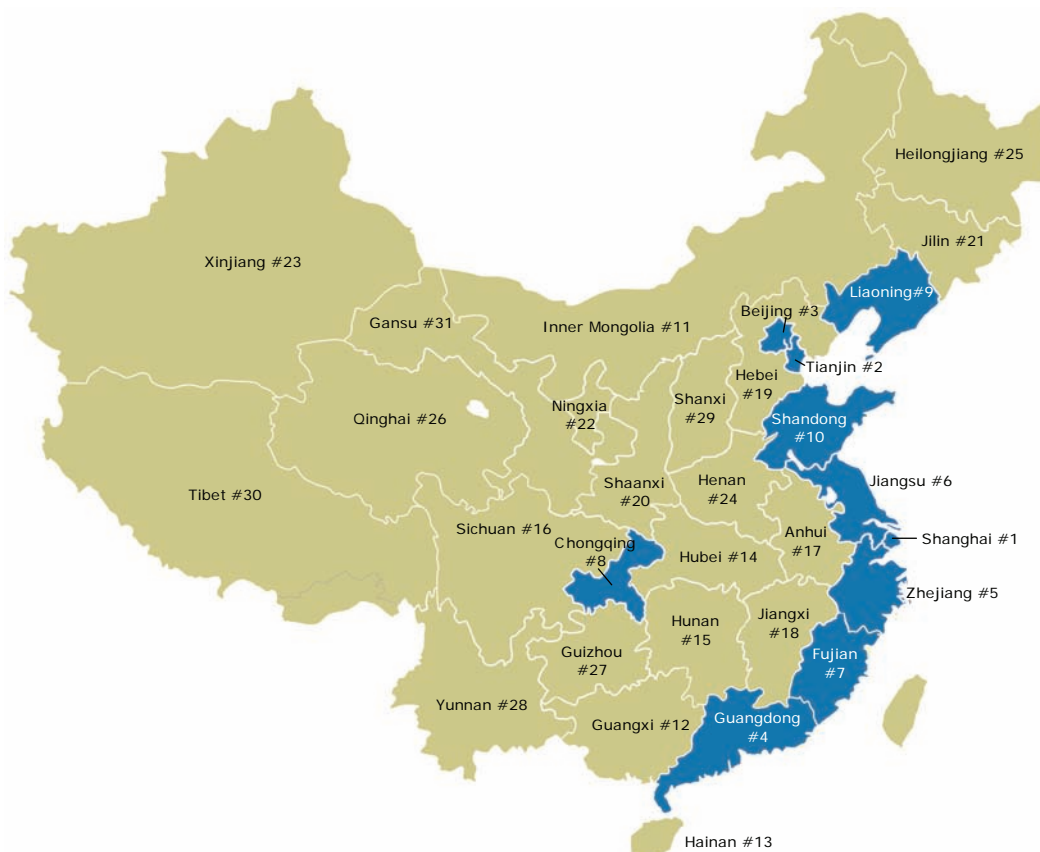 Heilongjiang #25
Jilin #21
Xinjiang #23
Liaoning#9
Beijing #3
Gansu #31
Inner Mongolia #11
Tianjin #2
Hebei
#19
Ningxia
#22
Shanxi
#29
Qinghai #26
Shandong
#10
Tibet #30
Shaanxi
#20
Henan
#24
Jiangsu #6
Sichuan #16
Chongqing
#8
Hubei #14
Anhui
#17
Shanghai #1
Zhejiang #5
Hunan
#15
Jiangxi
#18
Guizhou
#27
Fujian
#7
Yunnan #28
Guangxi #12
Guangdong
#4
Hainan #13